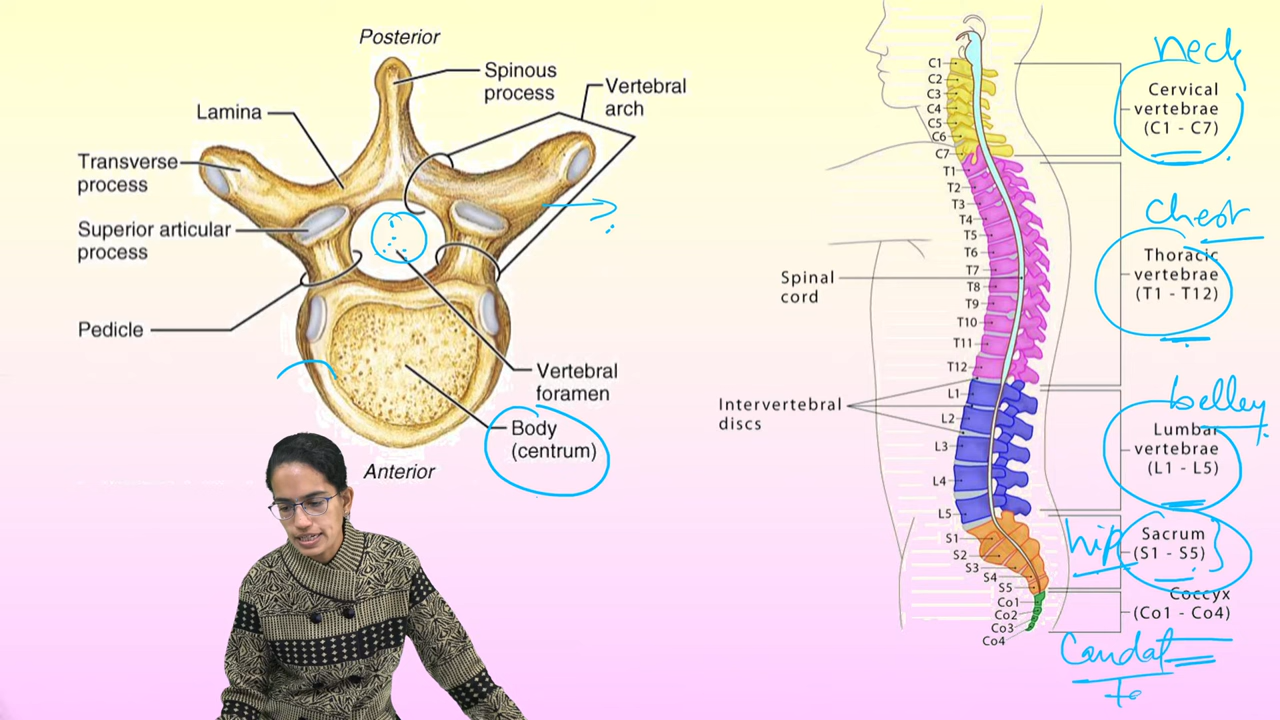 Posterior
Spinous
process
Vertebral
arch
Lamina
Transverse
process
Superior articular
process
Pedicle
Vertebral
foramen
Body
(centrum)
Anterior
?
C1
C2
C3
C4
C5
C6
C7
T1
T2
T3
T4
T5
T6
T7
T8
T9
T10
T11
T12
L1
L2
L3
L4
L5
S1
S2
S3
S4
S5
Co1
Co2
Co3
Co4
Spinal
cord
Intervertebral
discs
neck
Cervical
vertebrae
(C1 - C7)
chest
Thoracic
vertebrae
(T1 - T12)
belley
Lumbar
vertebrae
(L1 - L5)
hip
Sacrum
(S1 - S5)
Coccyx
(Co1 - Co4)